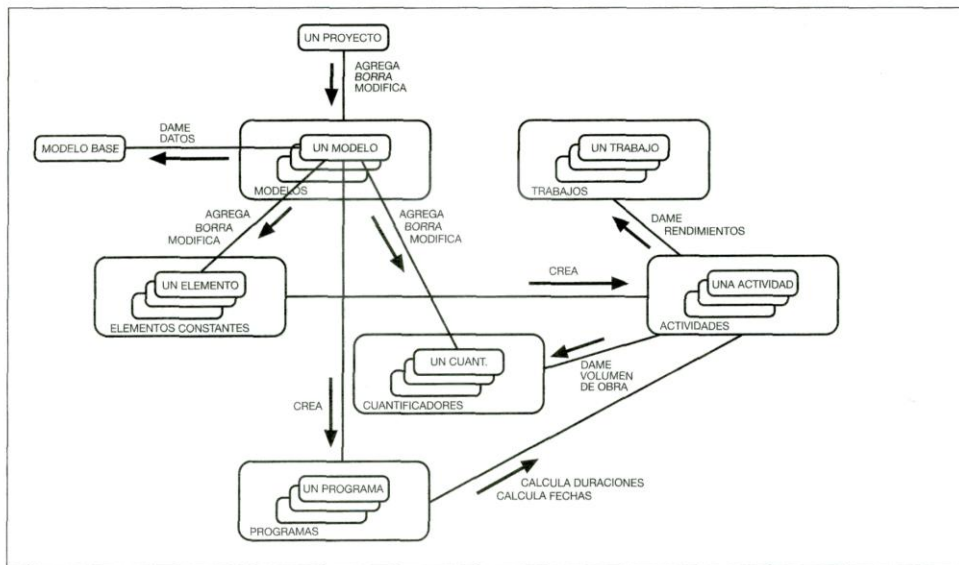 UN PROYECTO
AGREGA
BORRA
MODIFICA
DAME
DATOS
MODELO BASE
UN MODELO
MODELOS
UN TRABAJO
TRABAJOS
AGREGA
BORRA
MODIFICA
AGREGA
BORRA
MODIFICA
DAME
RENDIMIENTOS
UN ELEMENTO
ELEMENTOS CONSTANTES
CREA
UNA ACTIVIDAD
ACTIVIDADES
UN CUANT.
CUANTIFICADORES
DAME
VOLUMEN
DE OBRA
CREA
UN PROGRAMA
PROGRAMAS
CALCULA DURACIONES
CALCULA FECHAS